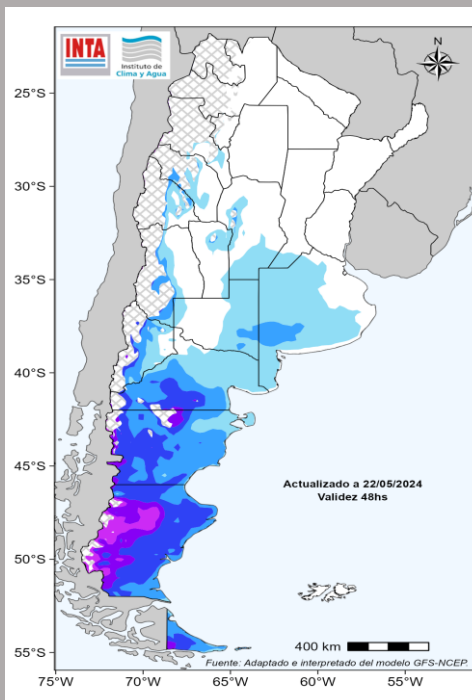 INTA
Instituto de
Clima y Agua
N
25°S
30°S
35°S
40°S
45°S
50°S
55°S
Actualizado a 22/05/2024
Validez 48hs
400 km
Fuente: Adaptado e interpretado del modelo GFS-NCEP.
75°W
70°W
65°W
60°W
55°W